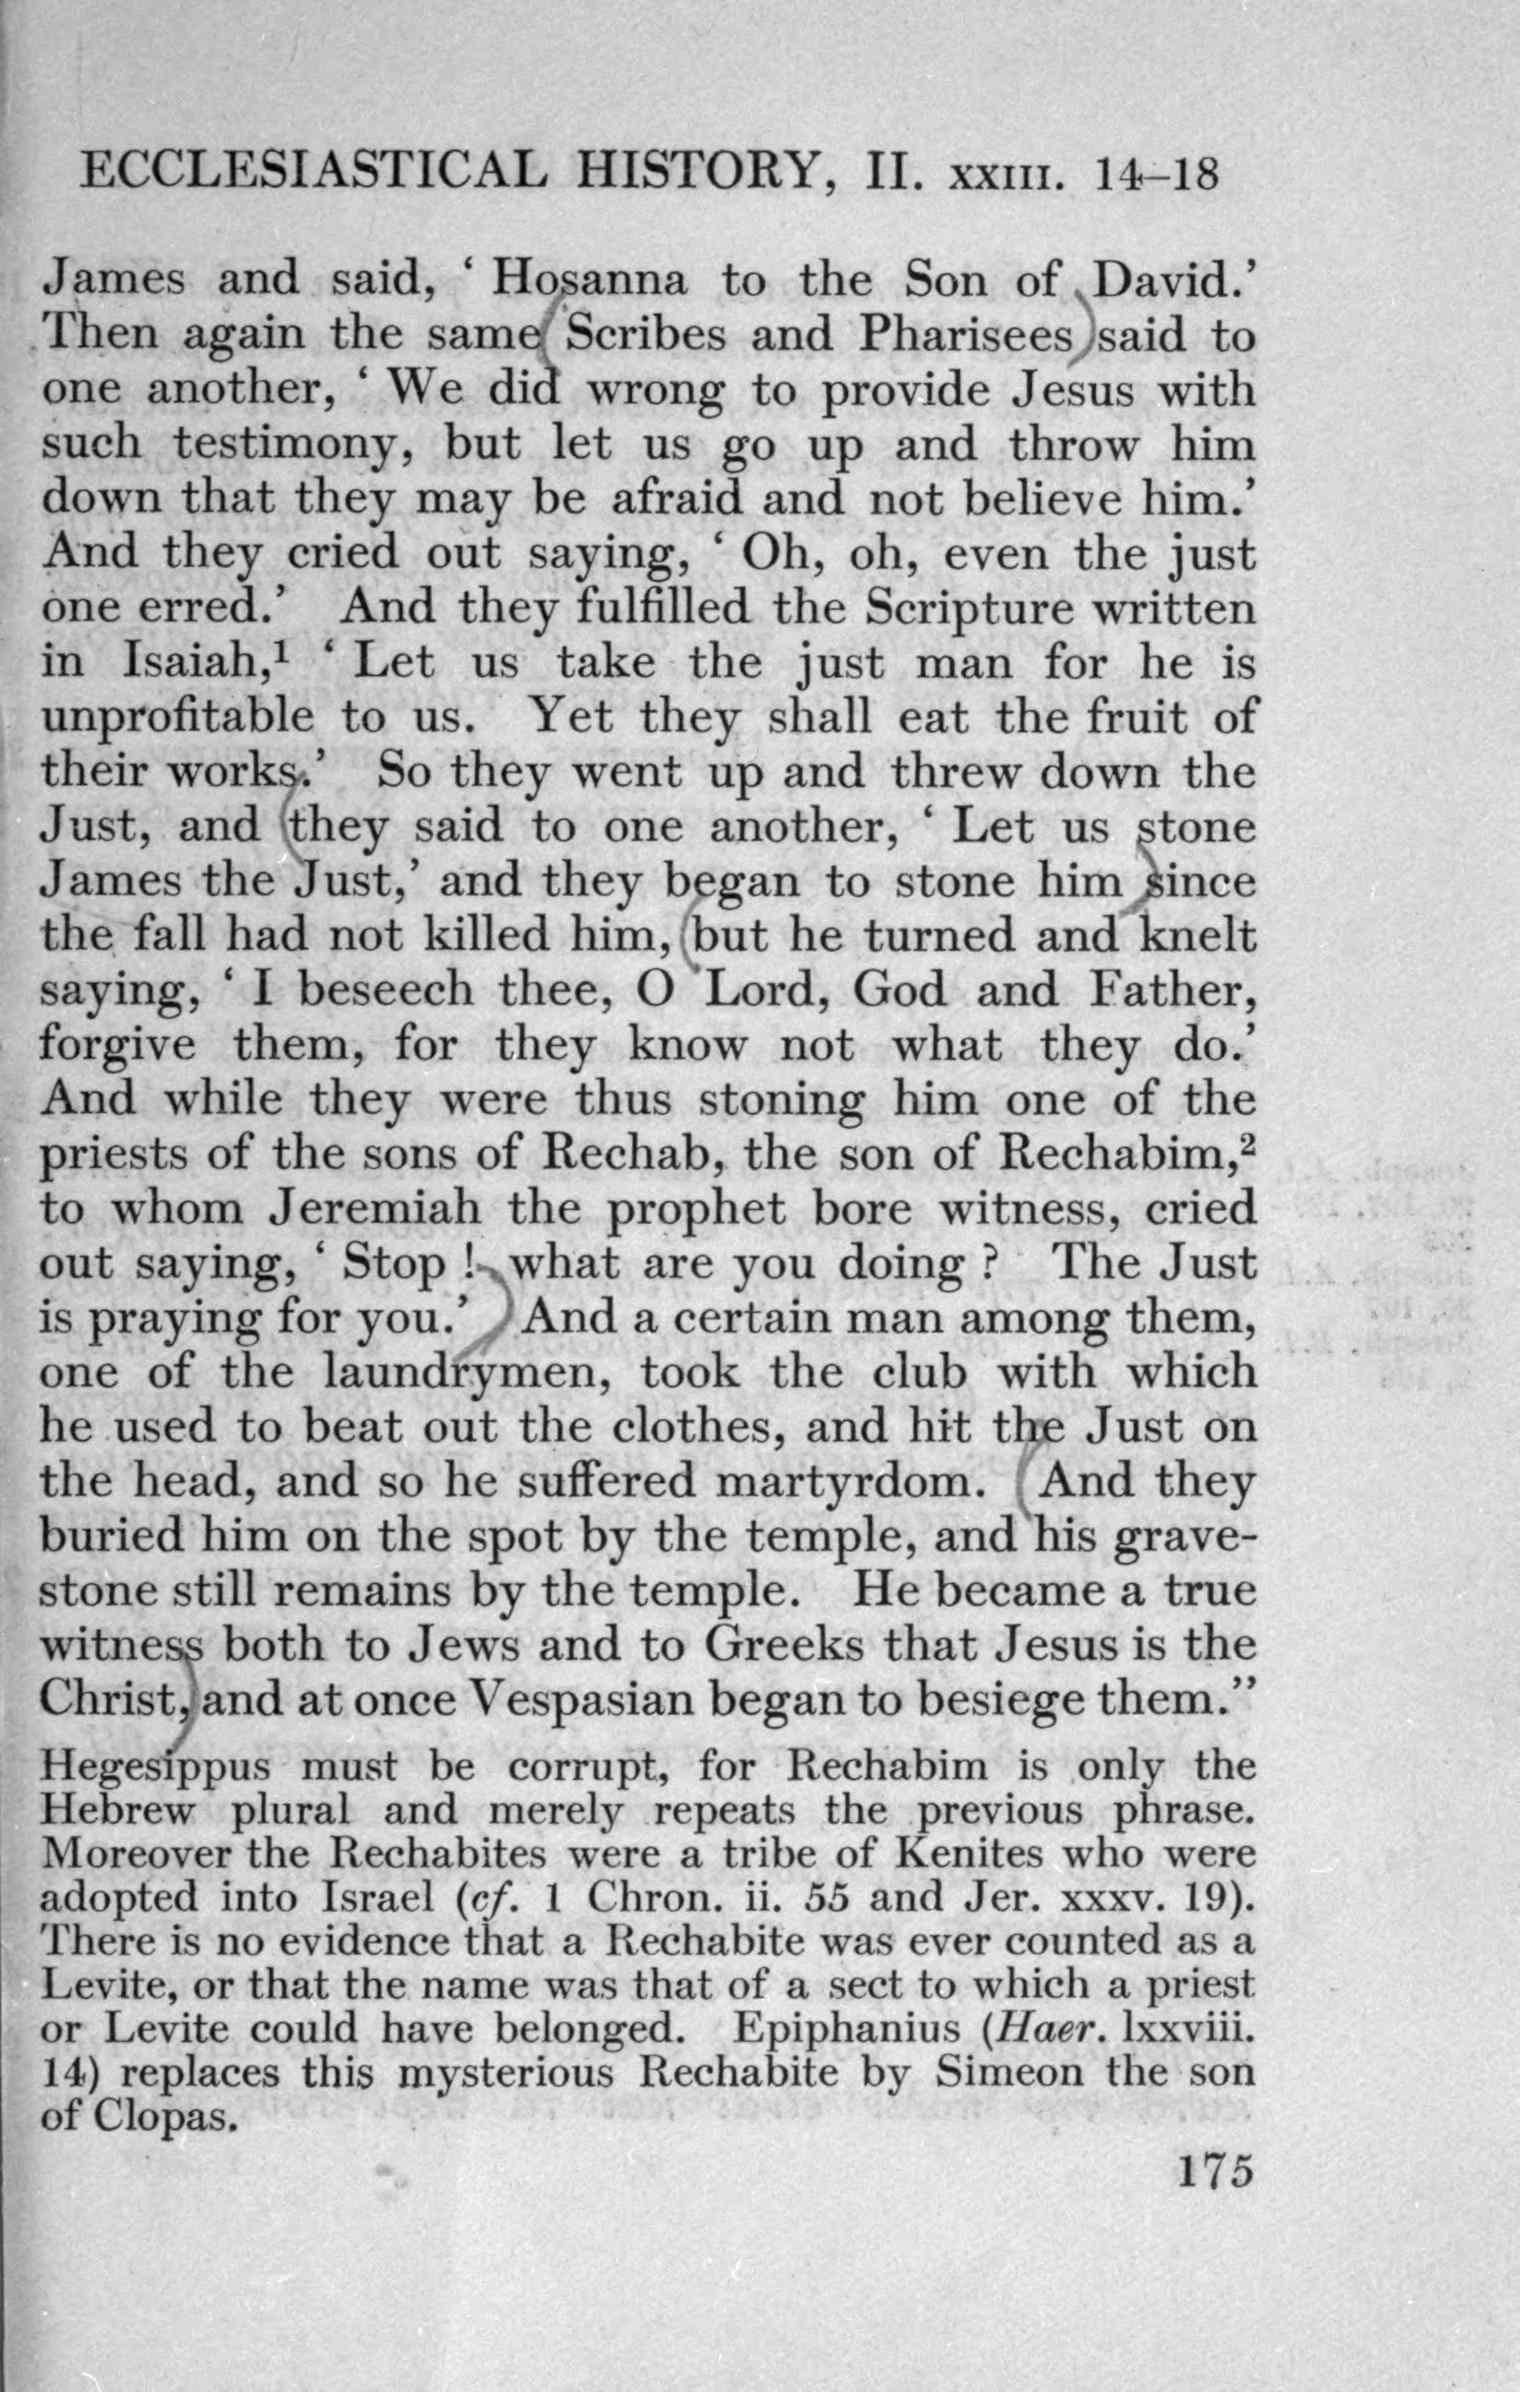 ECCLESIASTICAL HISTORY, II. XXIII. 14–18
James and said, ‘ Hosanna to the Son of David.’
Then again the same Scribes and Pharisees said to
one another, ‘ We did wrong to provide Jesus with
such testimony, but let us go up and throw him
down that they may be afraid and not believe him.’
And they cried out saying, ‘ Oh, oh, even the just
one erred.’ And they fulfilled the Scripture written
in Isaiah,¹ ‘ Let us take the just man for he is
unprofitable to us. Yet they shall eat the fruit of
their works.’ So they went up and threw down the
Just, and they said to one another, ‘ Let us stone
James the Just,’ and they began to stone him since
the fall had not killed him, but he turned and knelt
saying, ‘ I beseech thee, O Lord, God and Father,
forgive them, for they know not what they do.’
And while they were thus stoning him one of the
priests of the sons of Rechab, the son of Rechabim,²
to whom Jeremiah the prophet bore witness, cried
out saying, ‘ Stop ! what are you doing ? The Just
is praying for you.’ And a certain man among them,
one of the laundrymen, took the club with which
he used to beat out the clothes, and hit the Just on
the head, and so he suffered martyrdom. And they
buried him on the spot by the temple, and his grave-
stone still remains by the temple. He became a true
witness both to Jews and to Greeks that Jesus is the
Christ, and at once Vespasian began to besiege them.”
Hegesippus must be corrupt, for Rechabim is only the
Hebrew plural and merely repeats the previous phrase.
Moreover the Rechabites were a tribe of Kenites who were
adopted into Israel (cf. 1 Chron. ii. 55 and Jer. xxxv. 19).
There is no evidence that a Rechabite was ever counted as a
Levite, or that the name was that of a sect to which a priest
or Levite could have belonged. Epiphanius (Haer. lxxviii.
14) replaces this mysterious Rechabite by Simeon the son
of Clopas.
175